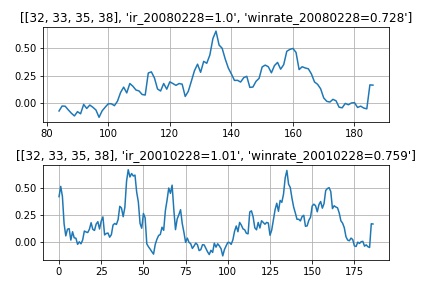 [[32, 33, 35, 38], 'ir_20080228=1.0', 'winrate_20080228=0.728']
0.50
0.25
0.00
80 100 120 140 160 180
[[32, 33, 35, 38], 'ir_20010228=1.01', 'winrate_20010228=0.759']
0.50
0.25
0.00
0 25 50 75 100 125 150 175